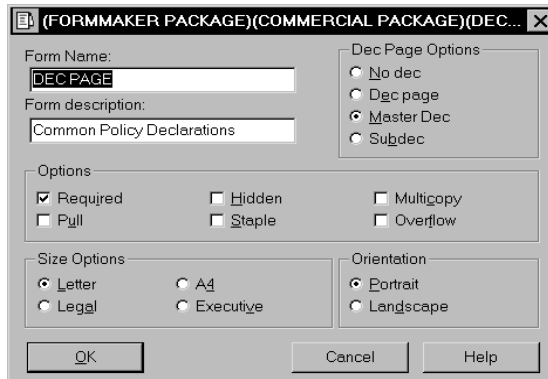 (FORMMAKER PACKAGE)(COMMERCIAL PACKAGE)(DEC...
Form Name:
DEC PAGE
Form description:
Common Policy Declarations
Dec Page Options
No dec
Dec page
Master Dec
Subdec
Options
Required Hidden Multicopy
Pull Staple Overflow
Size Options
Letter A4
Legal Executive
Orientation
Portrait
Landscape
OK Cancel Help